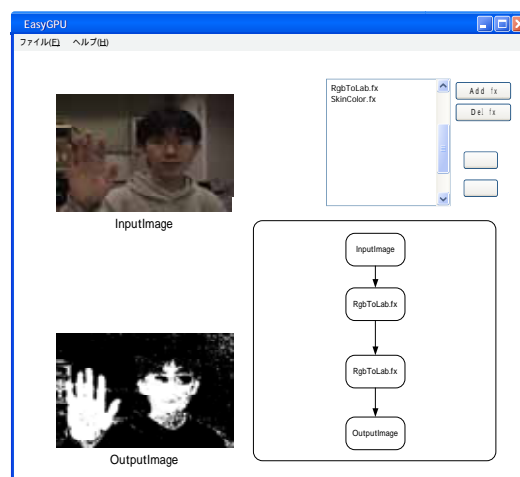 EasyGPU
ファイル(F) ヘルプ(H)
RgbToLab.fx
SkinColor.fx
Add fx
Del fx
InputImage
InputImage
RgbToLab.fx
RgbToLab.fx
OutputImage
OutputImage